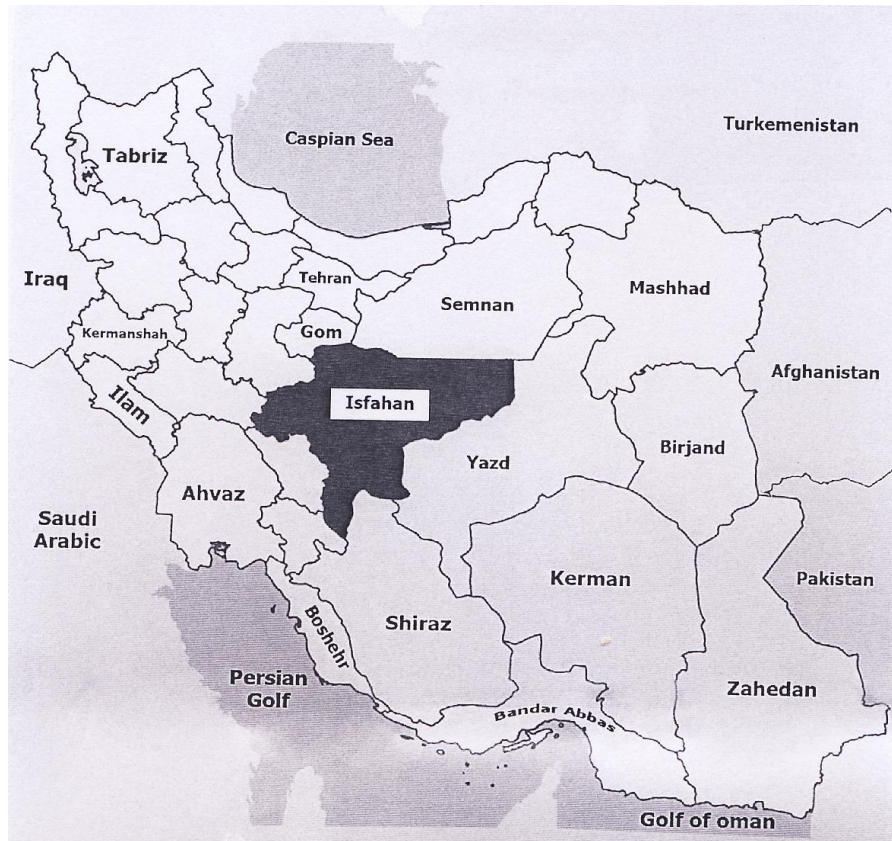 Caspian Sea
Turkemenistan
Tabriz
Iraq
Tehran
Semnan
Mashhad
Kermanshah
Gom
Afghanistan
Ilam
Isfahan
Yazd
Birjand
Ahvaz
Saudi
Arabic
Kerman
Pakistan
Boshehr
Shiraz
Persian
Golf
Zahedan
Bandar Abbas
Golf of oman